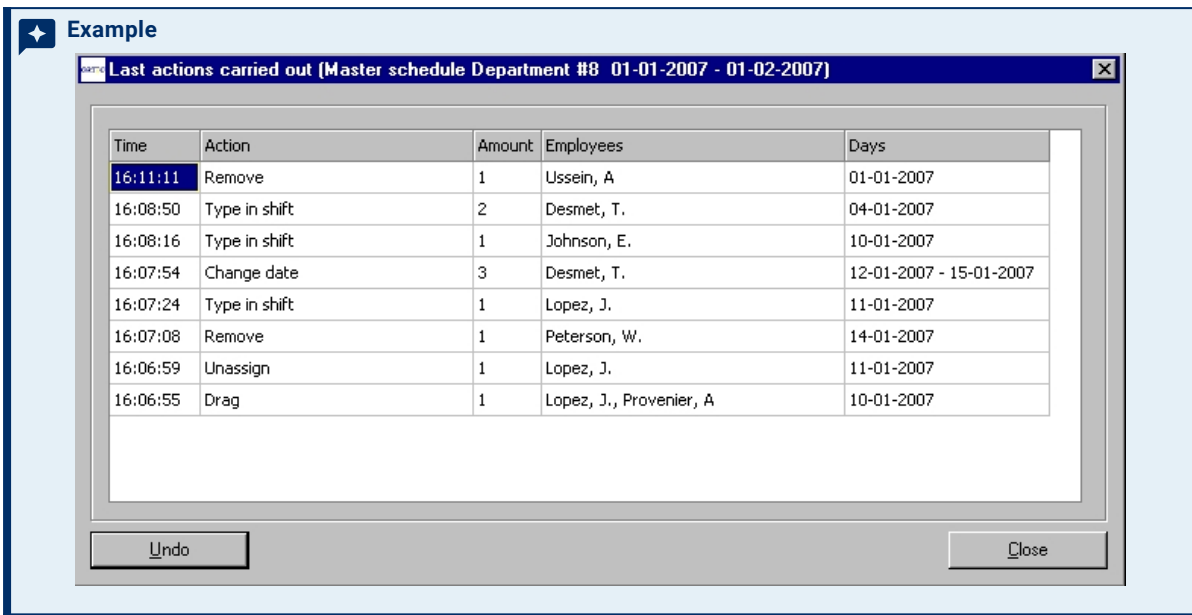 Example
Last actions carried out (Master schedule Department #8 01-01-2007 - 01-02-2007)
Time Action Amount Employees Days
16:11:11 Remove 1 Ussein, A 01-01-2007
16:08:50 Type in shift 2 Desmet, T. 04-01-2007
16:08:16 Type in shift 1 Johnson, E. 10-01-2007
16:07:54 Change date 3 Desmet, T. 12-01-2007 - 15-01-2007
16:07:24 Type in shift 1 Lopez, J. 11-01-2007
16:07:08 Remove 1 Peterson, W. 14-01-2007
16:06:59 Unassign 1 Lopez, J. 11-01-2007
16:06:55 Drag 1 Lopez, J., Provenier, A 10-01-2007
Undo Close